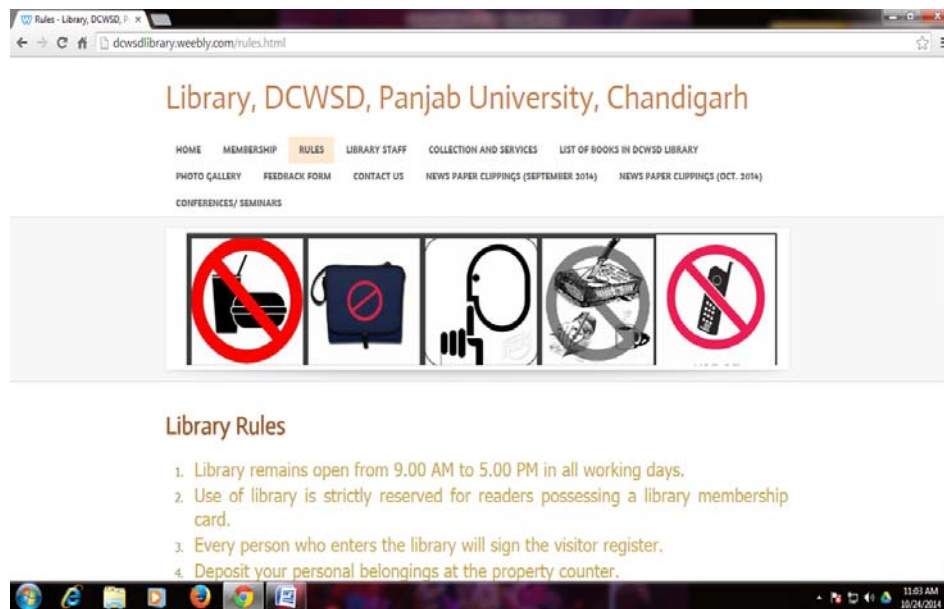 Rules - Library, DCWSD, P
dcwsdlibrary.weebly.com/rules.html
Library, DCWSD, Panjab University, Chandigarh
HOME MEMBERSHIP RULES LIBRARY STAFF COLLECTION AND SERVICES LIST OF BOOKS IN DCWSD LIBRARY
PHOTO GALLERY FEEDBACK FORM CONTACT US NEWS PAPER CLIPPINGS (SEPTEMBER 2014) NEWS PAPER CLIPPINGS (OCT. 2014)
CONFERENCES/ SEMINARS
Library Rules
1. Library remains open from 9.00 AM to 5.00 PM in all working days.
2. Use of library is strictly reserved for readers possessing a library membership
card.
3. Every person who enters the library will sign the visitor register.
4. Deposit your personal belongings at the property counter.
11:03 AM
10/24/2014